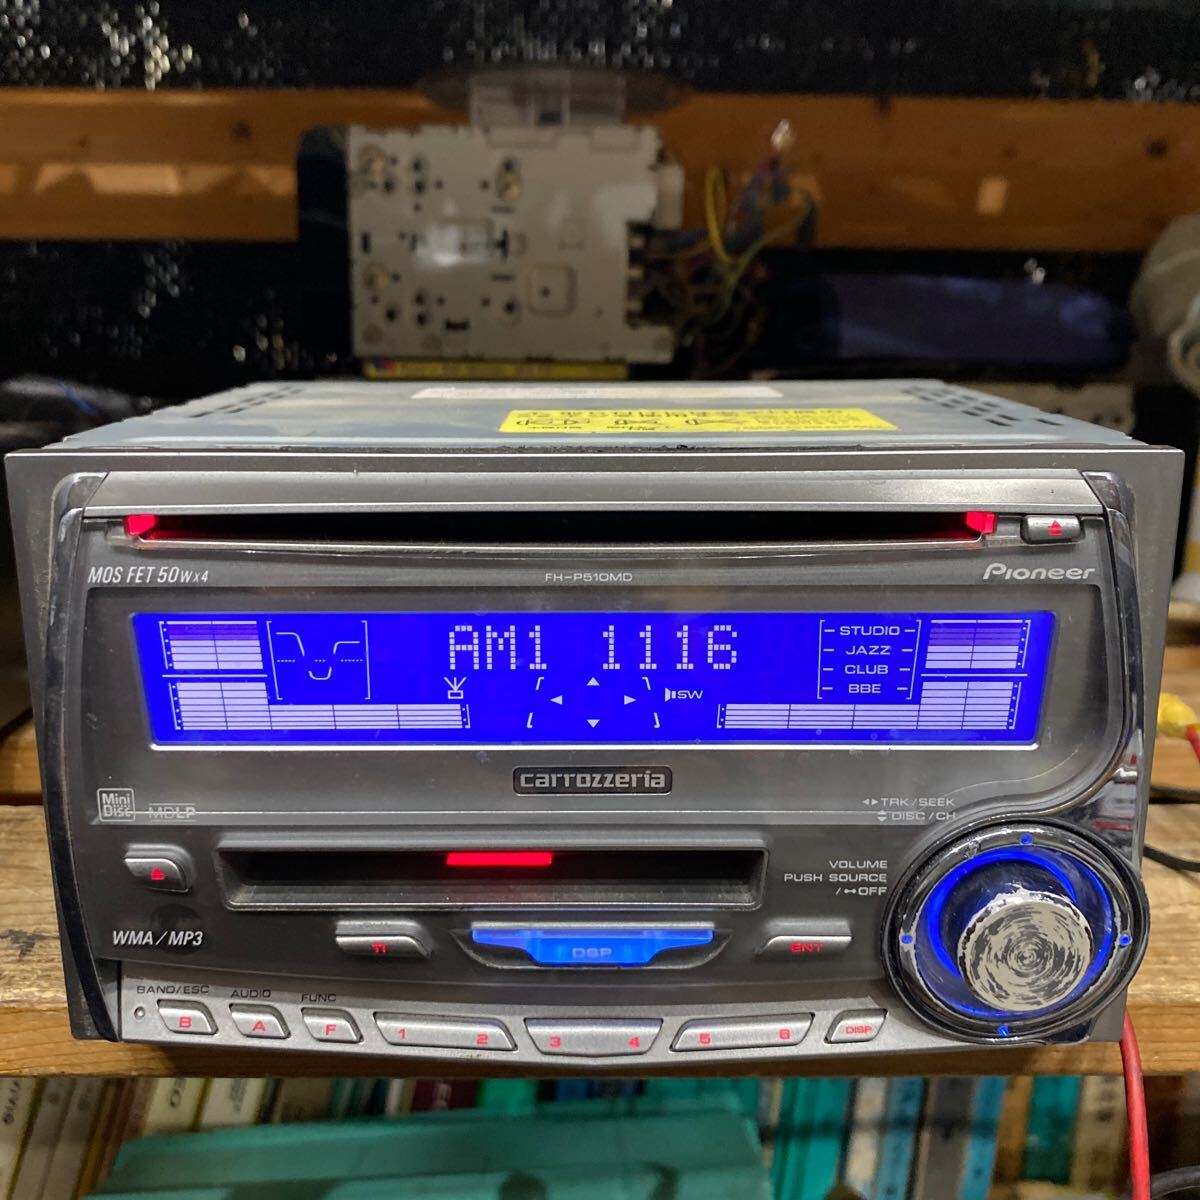 MOS FET 50W×4
FH-P510MD
Pioneer
AM1 1116
STUDIO
JAZZ
CLUB
BBE
SW
carrozzeria
Mini Disc
MDLP
◀▶TRK/SEEK
DISC/CH
VOLUME
PUSH SOURCE
/ OFF
WMA/MP3
TI
DSP
ENT
BAND/ESC
AUDIO
FUNC
B
A
F
1
2
3
4
5
6
DISP